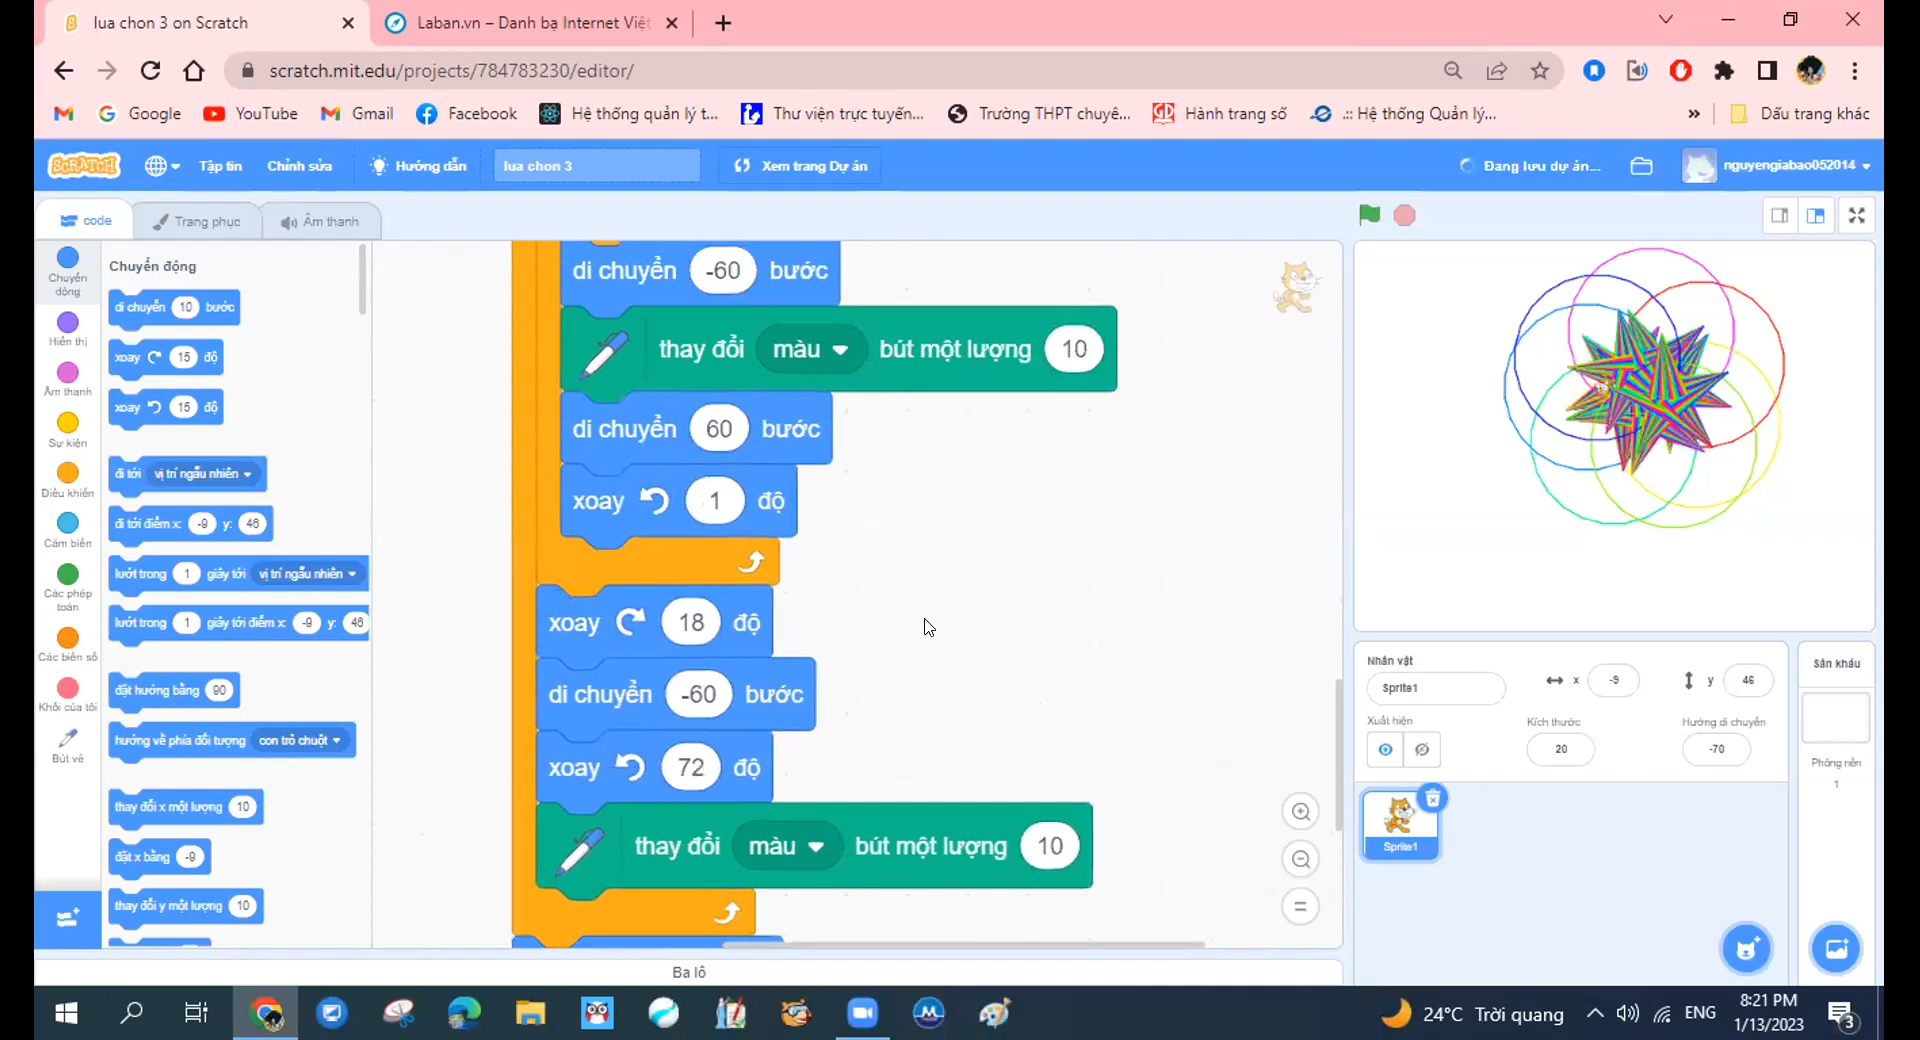 lua chon 3 on Scratch
Laban.vn – Danh bạ Internet Việt
scratch.mit.edu/projects/784783230/editor/
Google
YouTube
Gmail
Facebook
Hệ thống quản lý t...
Thư viện trực tuyến...
Trường THPT chuyê...
Hành trang số
.:: Hệ thống Quản lý...
»
Dấu trang khác
SCRATCH
Tập tin
Chỉnh sửa
Hướng dẫn
lua chon 3
Xem trang Dự án
Đang lưu dự án...
nguyengiabao052014
code
Trang phục
Âm thanh
Chuyển động
Hiển thị
Âm thanh
Sự kiện
Điều khiển
Cảm biến
Các phép toán
Các biến số
Khối của tôi
Bút vẽ
Chuyển động
di chuyển 10 bước
xoay 15 độ
xoay 15 độ
đi tới vị trí ngẫu nhiên
đi tới điểm x: -9 y: 46
lướt trong 1 giây tới vị trí ngẫu nhiên
lướt trong 1 giây tới điểm x: -9 y: 46
đặt hướng bằng 90
hướng về phía đối tượng con trỏ chuột
thay đổi x một lượng 10
đặt x bằng -9
thay đổi y một lượng 10
di chuyển -60 bước
thay đổi màu bút một lượng 10
di chuyển 60 bước
xoay 1 độ
xoay 18 độ
di chuyển -60 bước
xoay 72 độ
thay đổi màu bút một lượng 10
Ba lô
Nhân vật
Sprite1
x -9
y 46
Xuất hiện
Kích thước
20
Hướng di chuyển
-70
Sprite1
Sân khấu
Phông nền
1
24°C Trời quang
ENG
8:21 PM
1/13/2023
3